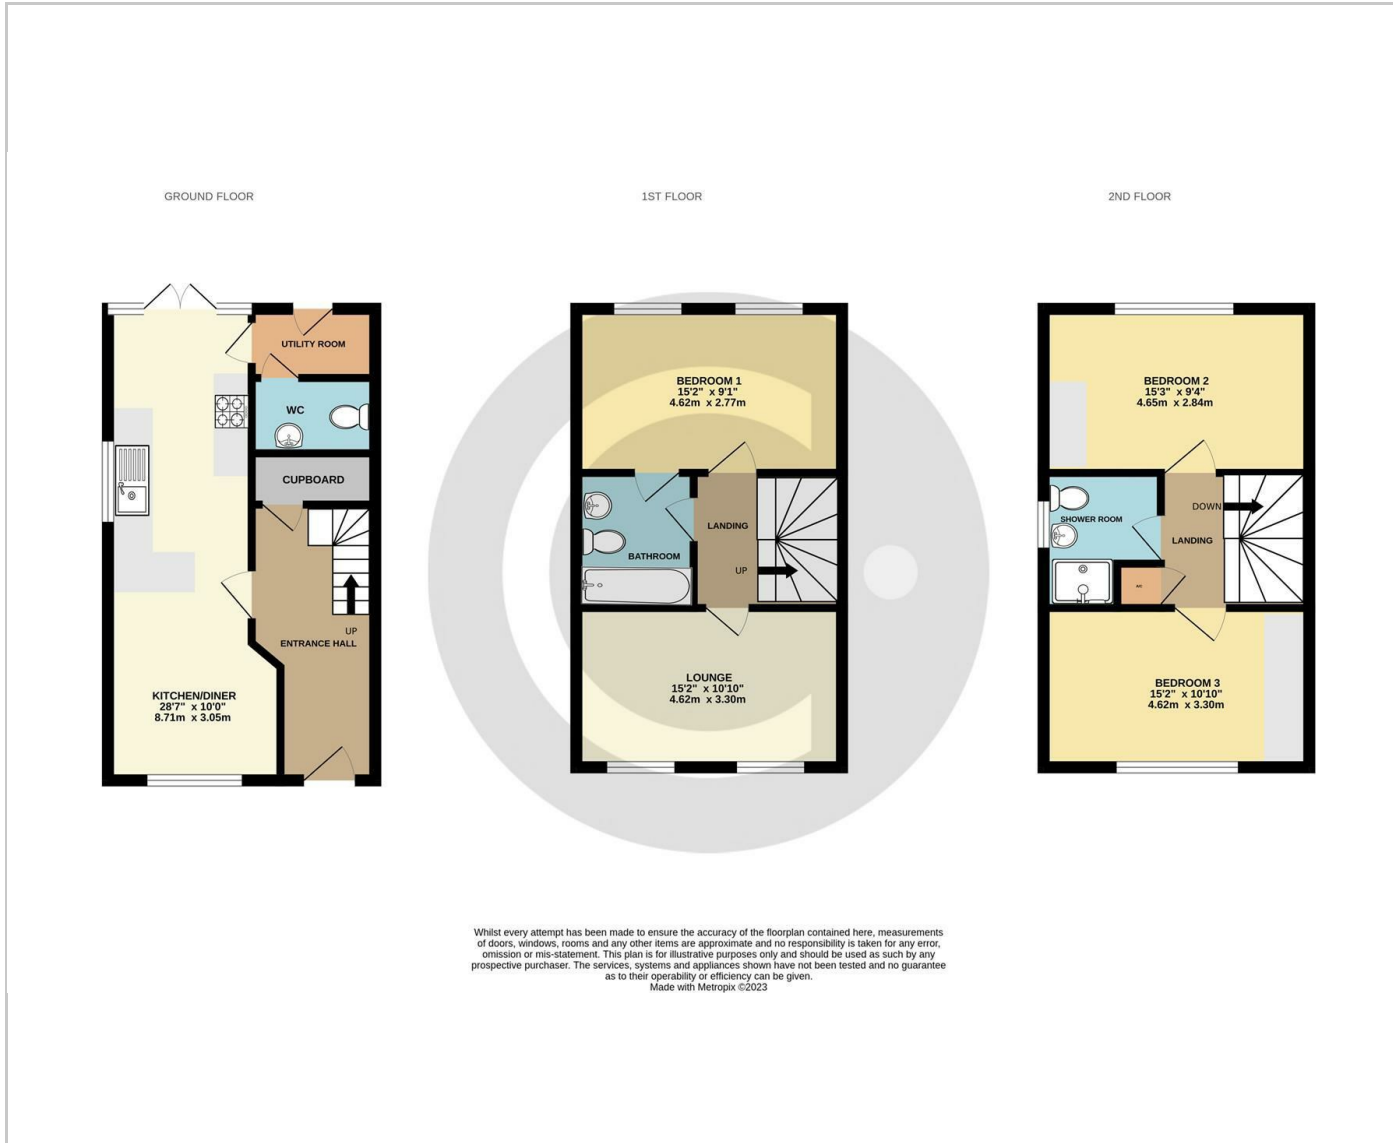 GROUND FLOOR
1ST FLOOR
2ND FLOOR
UTILITY ROOM
WC
CUPBOARD
UP
ENTRANCE HALL
KITCHEN/DINER
28'7" x 10'0"
8.71m x 3.05m
BEDROOM 1
15'2" x 9'1"
4.62m x 2.77m
LANDING
BATHROOM
UP
LOUNGE
15'2" x 10'10"
4.62m x 3.30m
BEDROOM 2
15'3" x 9'4"
4.65m x 2.84m
DOWN
SHOWER ROOM
LANDING
A/C
BEDROOM 3
15'2" x 10'10"
4.62m x 3.30m
Whilst every attempt has been made to ensure the accuracy of the floorplan contained here, measurements
of doors, windows, rooms and any other items are approximate and no responsibility is taken for any error,
omission or mis-statement. This plan is for illustrative purposes only and should be used as such by any
prospective purchaser. The services, systems and appliances shown have not been tested and no guarantee
as to their operability or efficiency can be given.
Made with Metropix ©2023